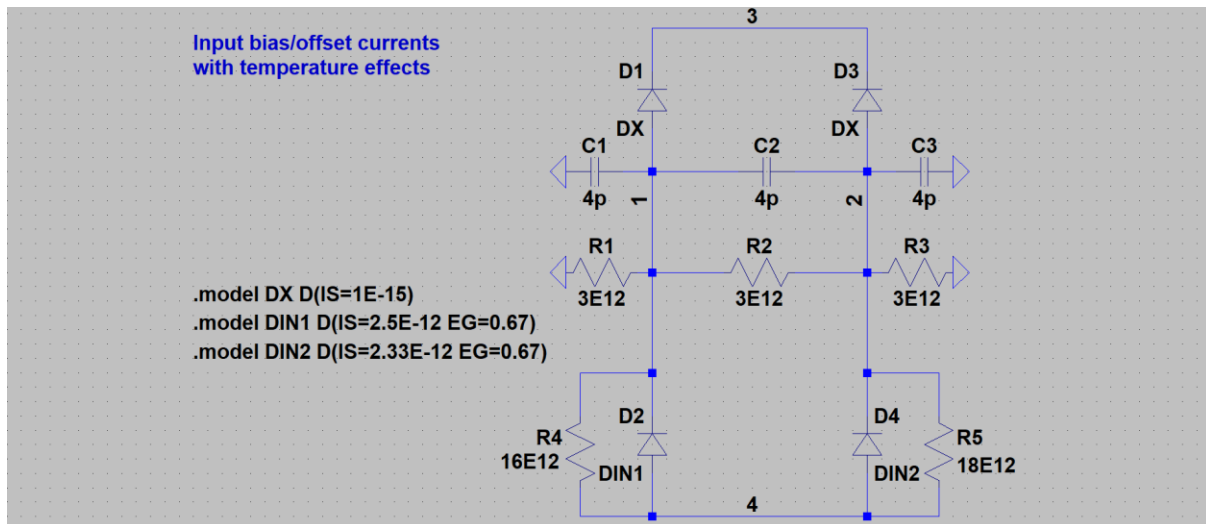 3
Input bias/offset currents
with temperature effects
D1
D3
DX
DX
C1
C2
C3
4p
4p
4p
1
2
R1
R2
R3
3E12
3E12
3E12
.model DX D(IS=1E-15)
.model DIN1 D(IS=2.5E-12 EG=0.67)
.model DIN2 D(IS=2.33E-12 EG=0.67)
D2
D4
R4
R5
16E12
18E12
DIN1
DIN2
4